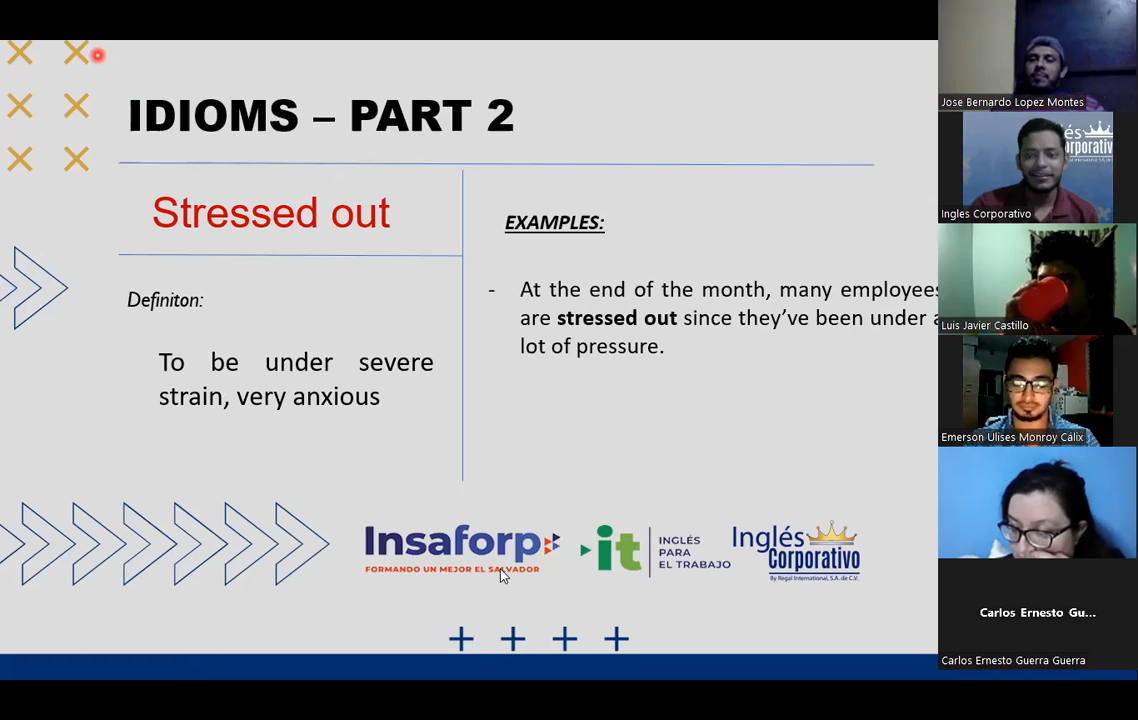 IDIOMS – PART 2
Stressed out
Definiton:
To be under severe
strain, very anxious
EXAMPLES:
- At the end of the month, many employees
are stressed out since they’ve been under a
lot of pressure.
Insaforp
FORMANDO UN MEJOR EL SALVADOR
it
INGLÉS
PARA
EL TRABAJO
Inglés
Corporativo
By Regal International, S.A. de C.V.
Jose Bernardo Lopez Montes
és
orporativ
Ingles Corporativo
Luis Javier Castillo
Emerson Ulises Monroy Cálix
Carlos Ernesto Gu...
Carlos Ernesto Guerra Guerra